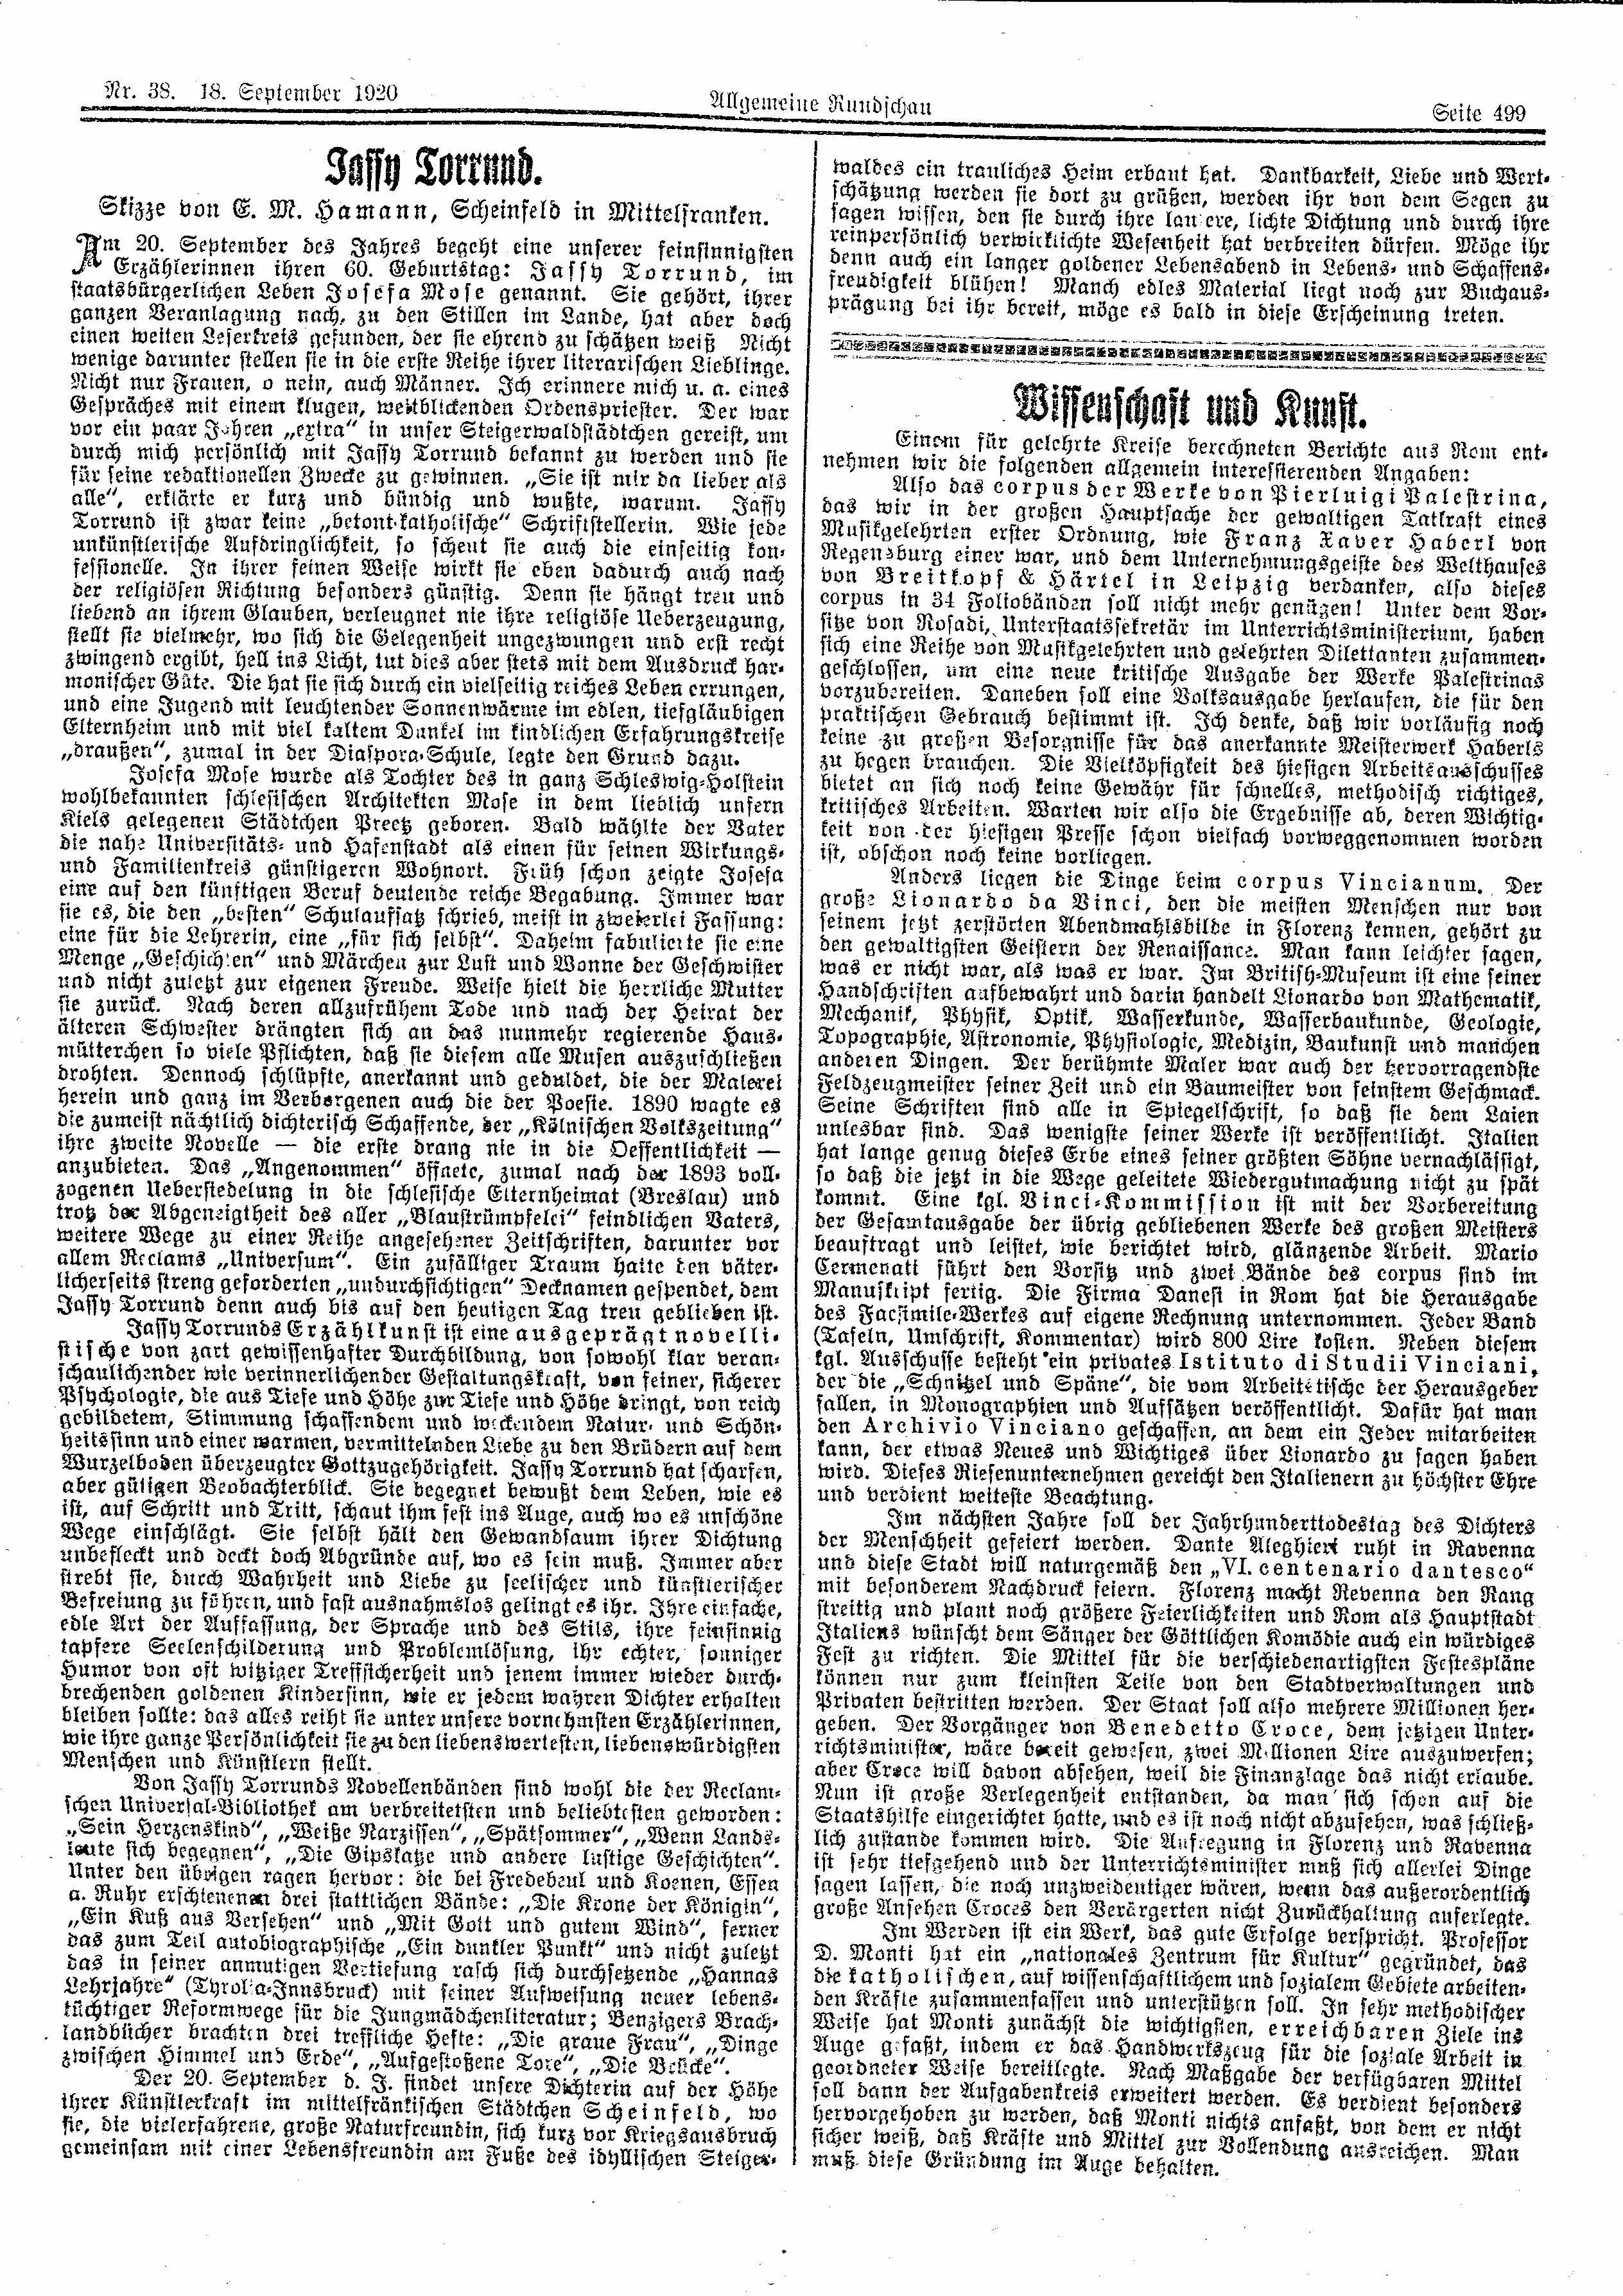 Nr. 38. 18. September 1920
Allgemeine Rundschau
Seite 499
Jassy Torrund.
Skizze von E. M. Hamann, Scheinfeld in Mittelfranken.
Am 20. September des Jahres begeht eine unserer feinsinnigsten
Erzählerinnen ihren 60. Geburtstag: Jassy Torrund, im
staatsbürgerlichen Leben Josefa Mose genannt. Sie gehört, ihrer
ganzen Veranlagung nach, zu den Stillen im Lande, hat aber doch
einen weiten Leserkreis gefunden, der sie ehrend zu schätzen weiß Nicht
wenige darunter stellen sie in die erste Reihe ihrer literarischen Lieblinge.
Nicht nur Frauen, o nein, auch Männer. Ich erinnere mich u. a. eines
Gespräches mit einem klugen, weitblickenden Ordenspriester. Der war
vor ein paar Jahren „extra“ in unser Steigerwaldstädtchen gereist, um
durch mich persönlich mit Jassy Torrund bekannt zu werden und sie
für seine redaktionellen Zwecke zu gewinnen. „Sie ist mir da lieber als
alle“, erklärte er kurz und bündig und wußte, warum. Jassy
Torrund ist zwar keine „betont-katholische“ Schriftstellerin. Wie jede
unkünstlerische Aufdringlichkeit, so scheut sie auch die einseitig kon-
fessionelle. In ihrer feinen Weise wirkt sie eben dadurch auch nach
der religiösen Richtung besonders günstig. Denn sie hängt treu und
liebend an ihrem Glauben, verleugnet nie ihre religiöse Ueberzeugung,
stellt sie vielmehr, wo sich die Gelegenheit ungezwungen und erst recht
zwingend ergibt, hell ins Licht, tut dies aber stets mit dem Ausdruck har-
monischer Güte. Die hat sie sich durch ein vielseitig reiches Leben errungen,
und eine Jugend mit leuchtender Sonnenwärme im edlen, tiefgläubigen
Elternheim und mit viel kaltem Dunkel im kindlichen Erfahrungskreise
„draußen“, zumal in der Diaspora-Schule, legte den Grund dazu.
Josefa Mose wurde als Tochter des in ganz Schleswig-Holstein
wohlbekannten schlesischen Architekten Mose in dem lieblich unfern
Kiels gelegenen Städtchen Preetz geboren. Bald wählte der Vater
die nahe Universitäts- und Hafenstadt als einen für seinen Wirkungs-
und Familienkreis günstigeren Wohnort. Früh schon zeigte Josefa
eine auf den künftigen Beruf deutende reiche Begabung. Immer war
sie es, die den „besten“ Schulaufsatz schrieb, meist in zweierlei Fassung:
eine für die Lehrerin, eine „für sich selbst“. Daheim fabulierte sie eine
Menge „Geschichten“ und Märchen zur Lust und Wonne der Geschwister
und nicht zuletzt zur eigenen Freude. Weise hielt die herrliche Mutter
sie zurück. Nach deren allzufrühem Tode und nach der Heirat der
älteren Schwester drängten sich an das nunmehr regierende Haus-
mütterchen so viele Pflichten, daß sie diesem alle Musen auszuschließen
drohten. Dennoch schlüpfte, anerkannt und geduldet, die der Malerei
herein und ganz im Verborgenen auch die der Poesie. 1890 wagte es
die zumeist nächtlich dichterisch Schaffende, der „Kölnischen Volkszeitung“
ihre zweite Novelle — die erste drang nie in die Oeffentlichkeit —
anzubieten. Das „Angenommen“ öffnete, zumal nach der 1893 voll-
zogenen Uebersiedelung in die schlesische Elternheimat (Breslau) und
trotz der Abgeneigtheit des aller „Blaustrümpfelei“ feindlichen Vaters,
weitere Wege zu einer Reihe angesehener Zeitschriften, darunter vor
allem Reclams „Universum“. Ein zufälliger Traum hatte den väter-
licherseits streng geforderten „undurchsichtigen“ Decknamen gespendet, dem
Jassy Torrund denn auch bis auf den heutigen Tag treu geblieben ist.
Jassy Torrunds Erzählkunst ist eine ausgeprägt novelli-
stische von zart gewissenhafter Durchbildung, von sowohl klar veran-
schaulichender wie verinnerlichender Gestaltungskraft, von feiner, sicherer
Psychologie, die aus Tiefe und Höhe zur Tiefe und Höhe dringt, von reich
gebildetem, Stimmung schaffendem und weckendem Natur- und Schön-
heitssinn und einer warmen, vermittelnden Liebe zu den Brüdern auf dem
Wurzelboden überzeugter Gottzugehörigkeit. Jassy Torrund hat scharfen,
aber gütigen Beobachterblick. Sie begegnet bewußt dem Leben, wie es
ist, auf Schritt und Tritt, schaut ihm fest ins Auge, auch wo es unschöne
Wege einschlägt. Sie selbst hält den Gewandsaum ihrer Dichtung
unbefleckt und deckt doch Abgründe auf, wo es sein muß. Immer aber
strebt sie, durch Wahrheit und Liebe zu seelischer und künstlerischer
Befreiung zu führen, und fast ausnahmslos gelingt es ihr. Ihre einfache,
edle Art der Auffassung, der Sprache und des Stils, ihre feinsinnig
tapfere Seelenschilderung und Problemlösung, ihr echter, sonniger
Humor von oft witziger Treffsicherheit und jenem immer wieder durch-
brechenden goldenen Kindersinn, wie er jedem wahren Dichter erhalten
bleiben sollte: das alles reiht sie unter unsere vornehmsten Erzählerinnen,
wie ihre ganze Persönlichkeit sie zu den liebenswertesten, liebenswürdigsten
Menschen und Künstlern stellt.
Von Jassy Torrunds Novellenbänden sind wohl die der Reclam-
schen Universal-Bibliothek am verbreitetsten und beliebtesten geworden:
„Sein Herzenskind“, „Weiße Narzissen“, „Spätsommer“, „Wenn Lands-
leute sich begegnen“, „Die Gipskatze und andere lustige Geschichten“.
Unter den übrigen ragen hervor: die bei Fredebeul und Koenen, Essen
a. Ruhr erschienenen drei stattlichen Bände: „Die Krone der Königin“,
„Ein Kuß aus Versehen“ und „Mit Gott und gutem Wind“, ferner
das zum Teil autobiographische „Ein dunkler Punkt“ und nicht zuletzt
das in seiner anmutigen Vertiefung rasch sich durchsetzende „Hannas
Lehrjahre“ (Tyrolia-Innsbruck) mit seiner Aufweisung neuer lebens-
tüchtiger Reformwege für die Jungmädchenliteratur; Benzigers Brach-
landbücher brachten drei treffliche Hefte: „Die graue Frau“, „Dinge
zwischen Himmel und Erde“, „Aufgestoßene Tore“, „Die Brücke“.
Der 20. September d. J. findet unsere Dichterin auf der Höhe
ihrer Künstlerkraft im mittelfränkischen Städtchen Scheinfeld, wo
sie, die vielerfahrene, große Naturfreundin, sich kurz vor Kriegsausbruch
gemeinsam mit einer Lebensfreundin am Fuße des idyllischen Steiger-
waldes ein trauliches Heim erbaut hat. Dankbarkeit, Liebe und Wert-
schätzung werden sie dort zu grüßen, werden ihr von dem Segen zu
sagen wissen, den sie durch ihre lautere, lichte Dichtung und durch ihre
reinpersönlich verwirklichte Wesenheit hat verbreiten dürfen. Möge ihr
denn auch ein langer goldener Lebensabend in Lebens- und Schaffens-
freudigkeit blühen! Manch edles Material liegt noch zur Buchaus-
prägung bei ihr bereit, möge es bald in diese Erscheinung treten.
Wissenschaft und Kunst.
Einem für gelehrte Kreise berechneten Berichte aus Rom ent-
nehmen wir die folgenden allgemein interessierenden Angaben:
Also das corpus der Werke von Pierluigi Palestrina,
das wir in der großen Hauptsache der gewaltigen Tatkraft eines
Musikgelehrten erster Ordnung, wie Franz Xaver Haberl von
Regensburg einer war, und dem Unternehmungsgeiste des Welthauses
von Breitkopf & Härtel in Leipzig verdanken, also dieses
corpus in 34 Foliobänden soll nicht mehr genügen! Unter dem Vor-
sitze von Rosadi, Unterstaatssekretär im Unterrichtsministerium, haben
sich eine Reihe von Musikgelehrten und gelehrten Dilettanten zusammen-
geschlossen, um eine neue kritische Ausgabe der Werke Palestrinas
vorzubereiten. Daneben soll eine Volksausgabe herlaufen, die für den
praktischen Gebrauch bestimmt ist. Ich denke, daß wir vorläufig noch
keine zu großen Besorgnisse für das anerkannte Meisterwerk Haberls
zu hegen brauchen. Die Vielköpfigkeit des hiesigen Arbeitsausschusses
bietet an sich noch keine Gewähr für schnelles, methodisch richtiges,
kritisches Arbeiten. Warten wir also die Ergebnisse ab, deren Wichtig-
keit von der hiesigen Presse schon vielfach vorweggenommen worden
ist, obschon noch keine vorliegen.
Anders liegen die Dinge beim corpus Vincianum. Der
große Lionardo da Vinci, den die meisten Menschen nur von
seinem jetzt zerstörten Abendmahlsbilde in Florenz kennen, gehört zu
den gewaltigsten Geistern der Renaissance. Man kann leichter sagen,
was er nicht war, als was er war. Im British-Museum ist eine seiner
Handschriften aufbewahrt und darin handelt Lionardo von Mathematik,
Mechanik, Physik, Optik, Wasserkunde, Wasserbaukunde, Geologie,
Topographie, Astronomie, Physiologie, Medizin, Baukunst und manchen
anderen Dingen. Der berühmte Maler war auch der hervorragendste
Feldzeugmeister seiner Zeit und ein Baumeister von feinstem Geschmack.
Seine Schriften sind alle in Spiegelschrift, so daß sie dem Laien
unlesbar sind. Das wenigste seiner Werke ist veröffentlicht. Italien
hat lange genug dieses Erbe eines seiner größten Söhne vernachlässigt,
so daß die jetzt in die Wege geleitete Wiedergutmachung nicht zu spät
kommt. Eine kgl. Vinci-Kommission ist mit der Vorbereitung
der Gesamtausgabe der übrig gebliebenen Werke des großen Meisters
beauftragt und leistet, wie berichtet wird, glänzende Arbeit. Mario
Cermenati führt den Vorsitz und zwei Bände des corpus sind im
Manuskript fertig. Die Firma Danesi in Rom hat die Herausgabe
des Facsimile-Werkes auf eigene Rechnung unternommen. Jeder Band
(Tafeln, Umschrift, Kommentar) wird 800 Lire kosten. Neben diesem
kgl. Ausschusse besteht ein privates Istituto di Studii Vinciani,
der die „Schnitzel und Späne“, die vom Arbeitstische der Herausgeber
fallen, in Monographien und Aufsätzen veröffentlicht. Dafür hat man
den Archivio Vinciano geschaffen, an dem ein Jeder mitarbeiten
kann, der etwas Neues und Wichtiges über Lionardo zu sagen haben
wird. Dieses Riesenunternehmen gereicht den Italienern zu höchster Ehre
und verdient weiteste Beachtung.
Im nächsten Jahre soll der Jahrhunderttodestag des Dichters
der Menschheit gefeiert werden. Dante Aleghieri ruht in Ravenna
und diese Stadt will naturgemäß den „VI. centenario dantesco“
mit besonderem Nachdruck feiern. Florenz macht Revenna den Rang
streitig und plant noch größere Feierlichkeiten und Rom als Hauptstadt
Italiens wünscht dem Sänger der Göttlichen Komödie auch ein würdiges
Fest zu richten. Die Mittel für die verschiedenartigsten Festespläne
können nur zum kleinsten Teile von den Stadtverwaltungen und
Privaten bestritten werden. Der Staat soll also mehrere Millionen her-
geben. Der Vorgänger von Benedetto Croce, dem jetzigen Unter-
richtsminister, wäre bereit gewesen, zwei Millionen Lire auszuwerfen;
aber Croce will davon absehen, weil die Finanzlage das nicht erlaube.
Nun ist große Verlegenheit entstanden, da man sich schon auf die
Staatshilfe eingerichtet hatte, und es ist noch nicht abzusehen, was schließ-
lich zustande kommen wird. Die Aufregung in Florenz und Ravenna
ist sehr tiefgehend und der Unterrichtsminister muß sich allerlei Dinge
sagen lassen, die noch unzweideutiger wären, wenn das außerordentlich
große Ansehen Croces den Verärgerten nicht Zurückhaltung auferlegte.
Im Werden ist ein Werk, das gute Erfolge verspricht. Professor
D. Monti hat ein „nationales Zentrum für Kultur“ gegründet, das
die katholischen, auf wissenschaftlichem und sozialem Gebiete arbeiten-
den Kräfte zusammenfassen und unterstützen soll. In sehr methodischer
Weise hat Monti zunächst die wichtigsten, erreichbaren Ziele ins
Auge gefaßt, indem er das Handwerkszeug für die soziale Arbeit in
geordneter Weise bereitlegte. Nach Maßgabe der verfügbaren Mittel
soll dann der Aufgabenkreis erweitert werden. Es verdient besonders
hervorgehoben zu werden, daß Monti nichts anfaßt, von dem er nicht
sicher weiß, daß Kräfte und Mittel zur Vollendung ausreichen. Man
muß diese Gründung im Auge behalten.